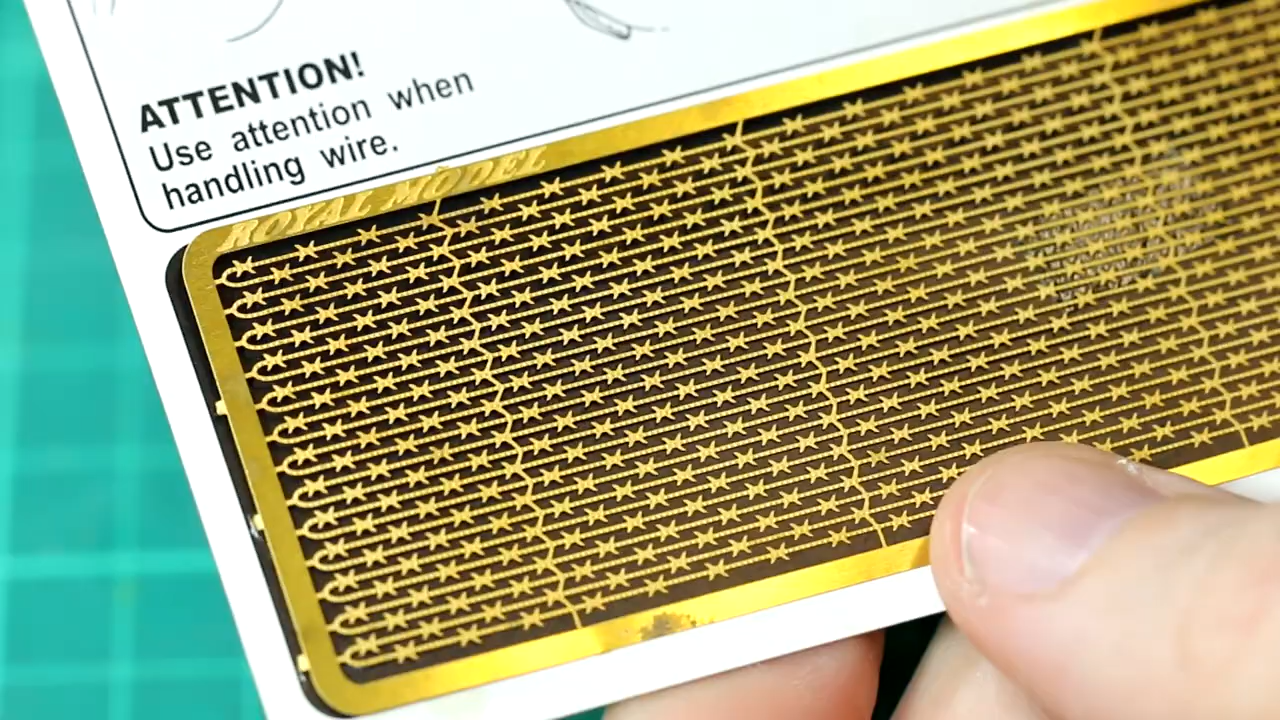 ATTENTION!
Use attention when
handling wire.
ROYAL MODEL